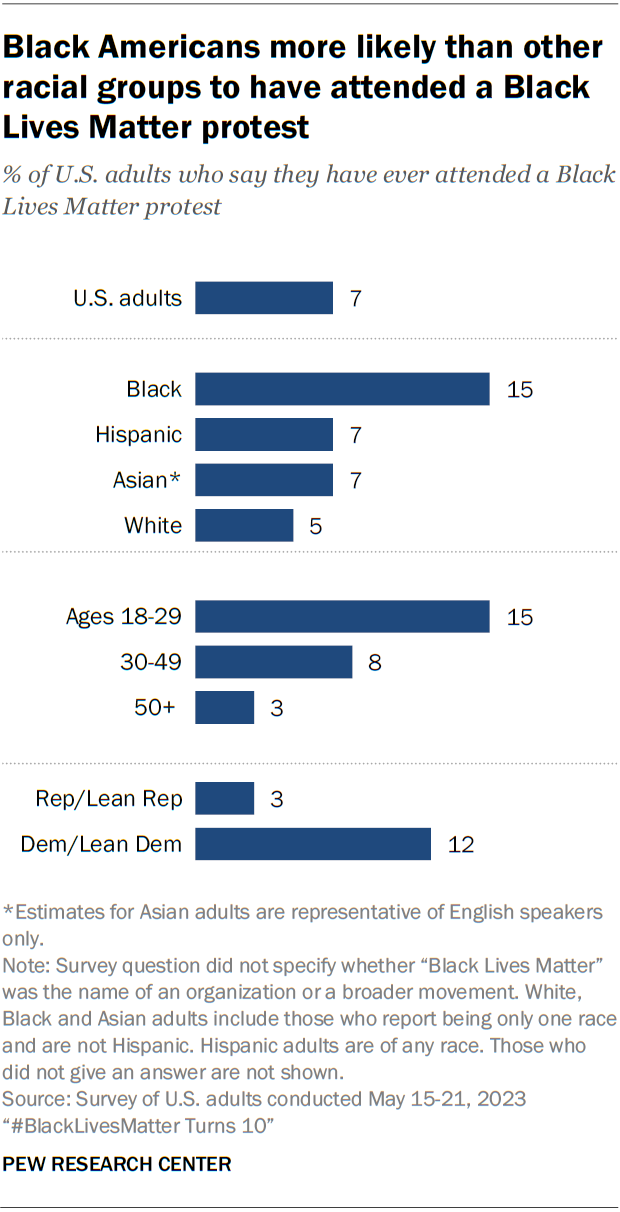 Black Americans more likely than other
racial groups to have attended a Black
Lives Matter protest
% of U.S. adults who say they have ever attended a Black
Lives Matter protest
U.S. adults 7
Black 15
Hispanic 7
Asian* 7
White 5
Ages 18-29 15
30-49 8
50+ 3
Rep/Lean Rep 3
Dem/Lean Dem 12
*Estimates for Asian adults are representative of English speakers
only.
Note: Survey question did not specify whether “Black Lives Matter”
was the name of an organization or a broader movement. White,
Black and Asian adults include those who report being only one race
and are not Hispanic. Hispanic adults are of any race. Those who
did not give an answer are not shown.
Source: Survey of U.S. adults conducted May 15-21, 2023
“#BlackLivesMatter Turns 10”
PEW RESEARCH CENTER